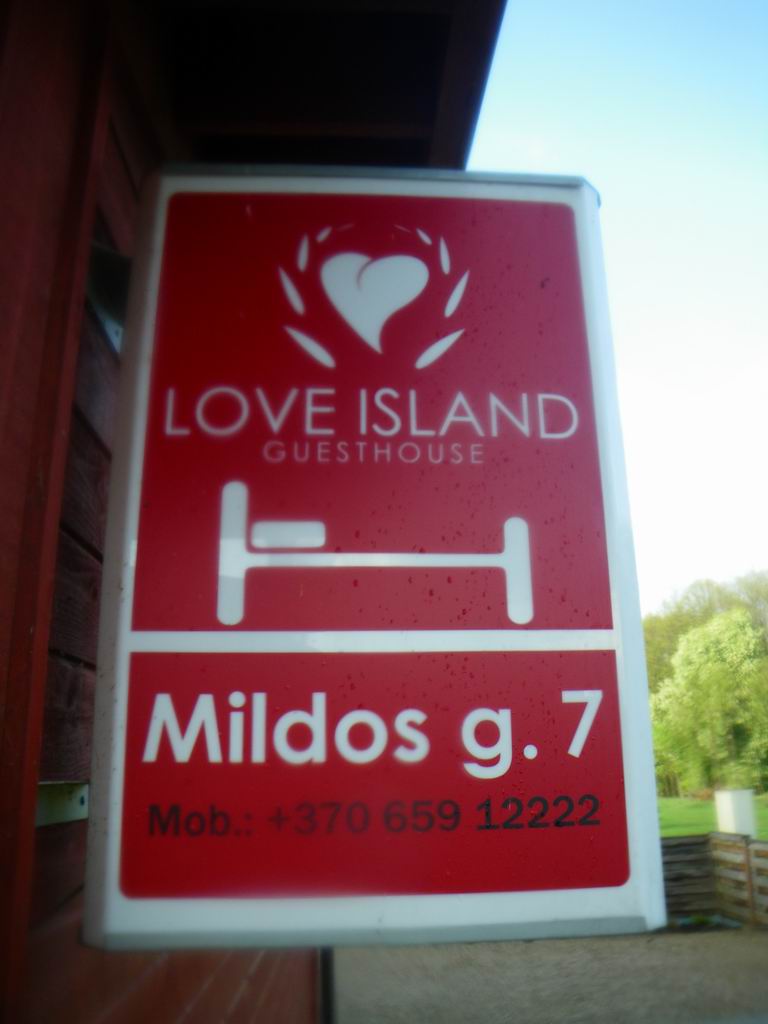 LOVE ISLAND
GUESTHOUSE
Mildos g. 7
Mob.: +370 659 12222